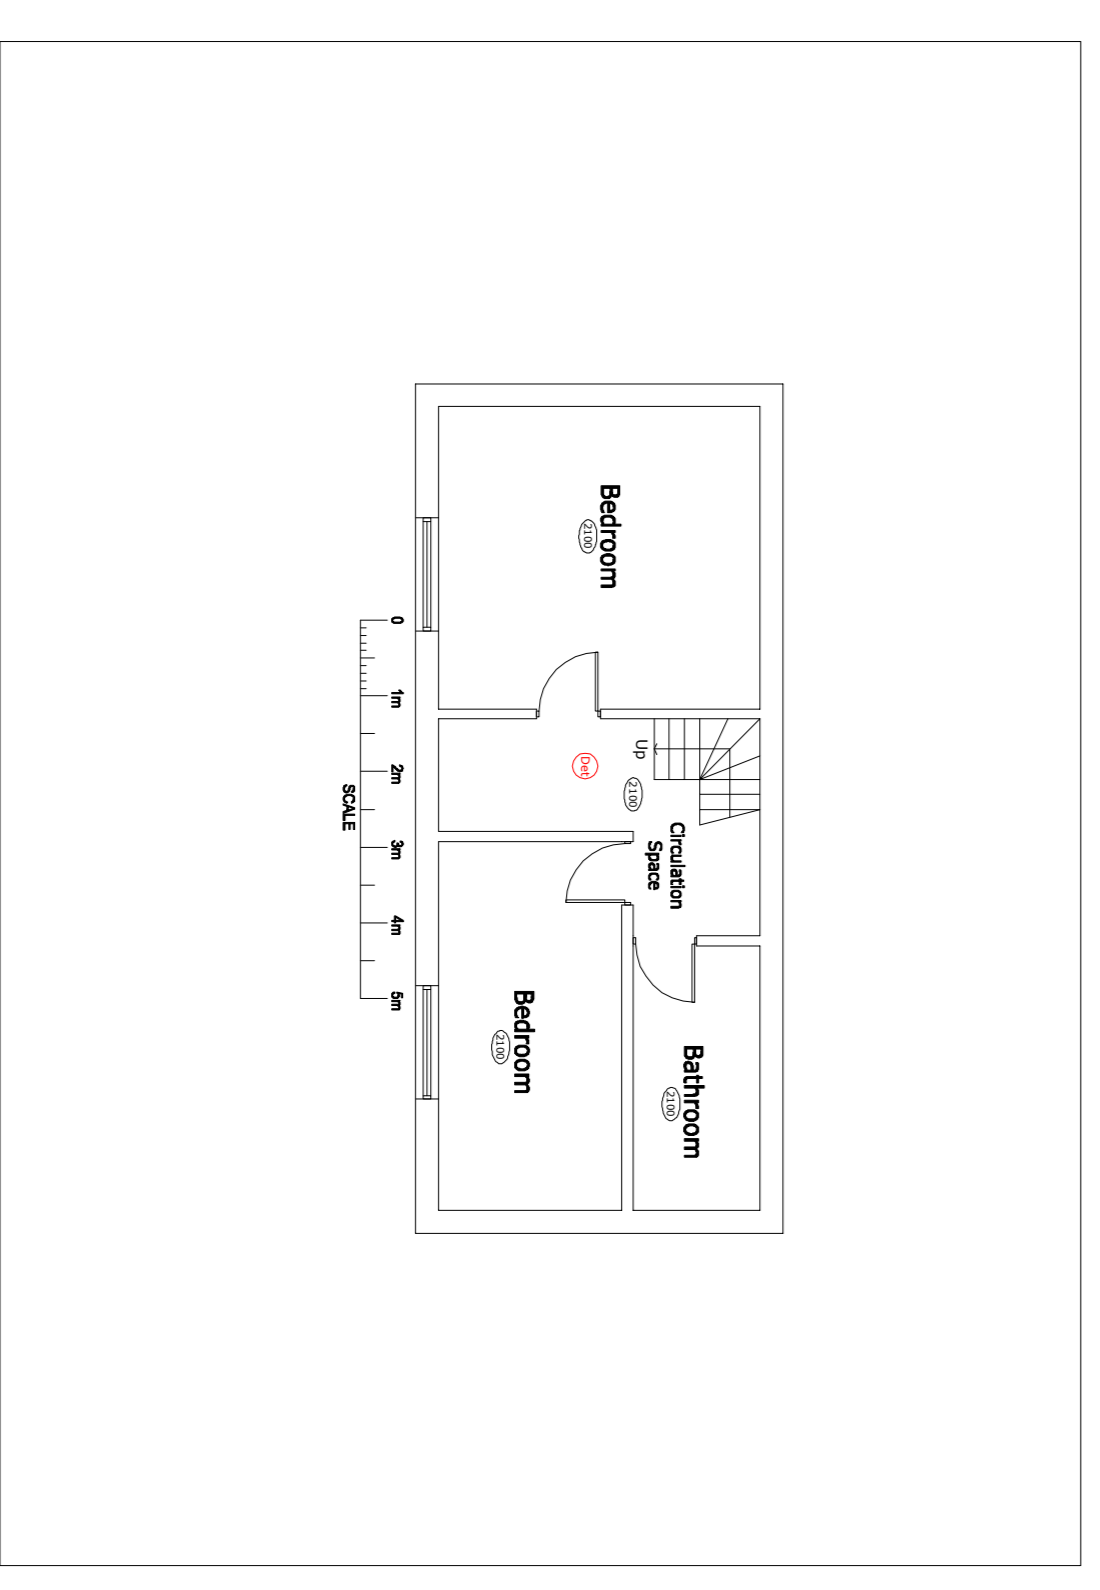 Bedroom
2100
Up
Det
2100
Circulation
Space
Bedroom
2100
Bathroom
2100
0
1m
2m
3m
4m
5m
SCALE